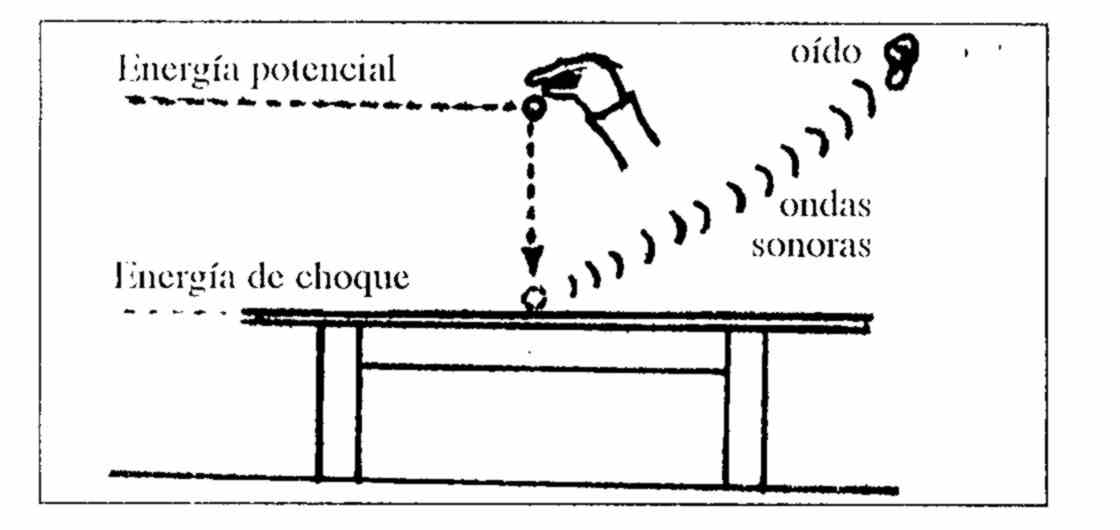 Energía potencial
oído
ondas
sonoras
Energía de choque